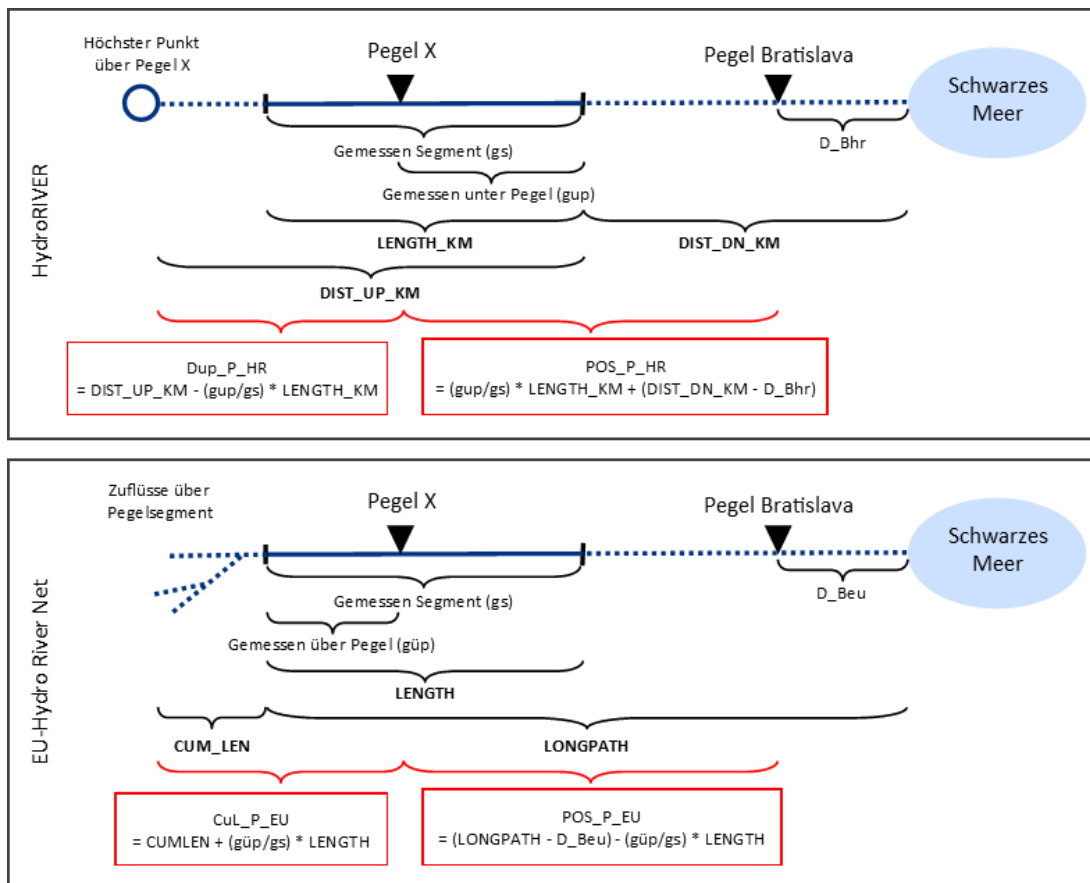 HydroRIVER
Höchster Punkt
über Pegel X
Pegel X
Pegel Bratislava
Schwarzes
Meer
D_Bhr
Gemessen Segment (gs)
Gemessen unter Pegel (gup)
LENGTH_KM
DIST_DN_KM
DIST_UP_KM
Dup_P_HR
= DIST_UP_KM - (gup/gs) * LENGTH_KM
POS_P_HR
= (gup/gs) * LENGTH_KM + (DIST_DN_KM - D_Bhr)
EU-Hydro River Net
Zuflüsse über
Pegelsegment
Pegel X
Pegel Bratislava
Schwarzes
Meer
D_Beu
Gemessen Segment (gs)
Gemessen über Pegel (güp)
LENGTH
CUM_LEN
LONGPATH
CuL_P_EU
= CUMLEN + (güp/gs) * LENGTH
POS_P_EU
= (LONGPATH - D_Beu) - (güp/gs) * LENGTH